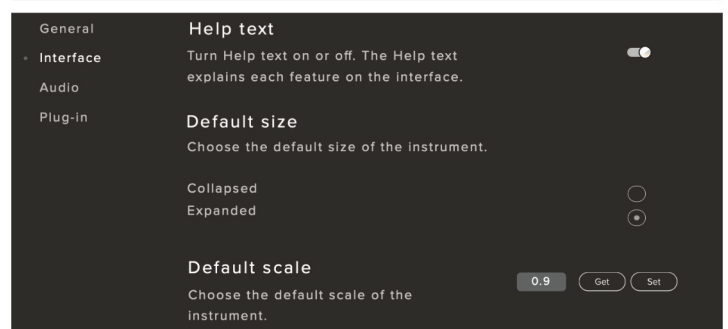 General
Interface
Audio
Plug-in
Help text
Turn Help text on or off. The Help text
explains each feature on the interface.
Default size
Choose the default size of the instrument.
Collapsed
Expanded
Default scale
0.9 Get Set
Choose the default scale of the
instrument.